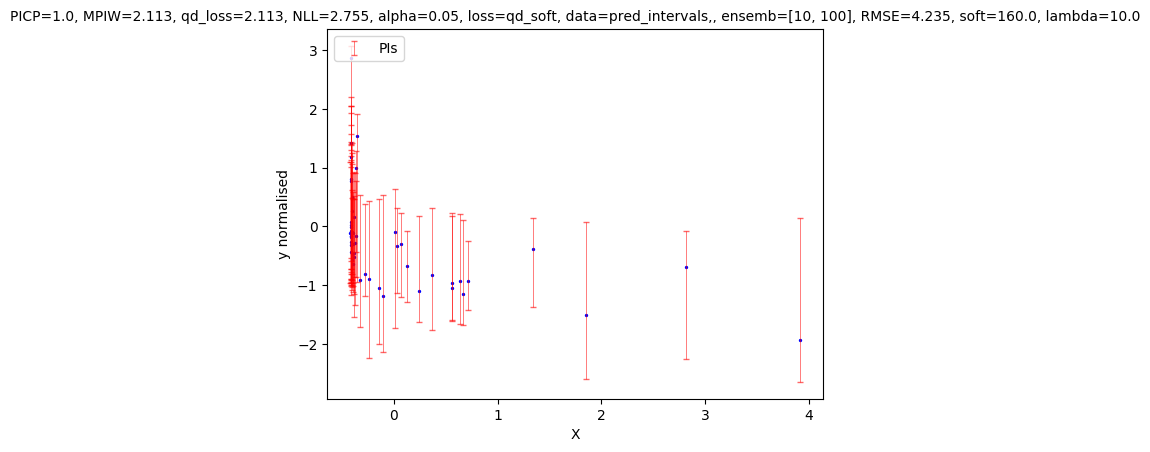 PICP=1.0, MPIW=2.113, qd_loss=2.113, NLL=2.755, alpha=0.05, loss=qd_soft, data=pred_intervals,, ensemb=[10, 100], RMSE=4.235, soft=160.0, lambda=10.0
PIs
3
2
1
0
−1
−2
y normalised
0 1 2 3 4
X